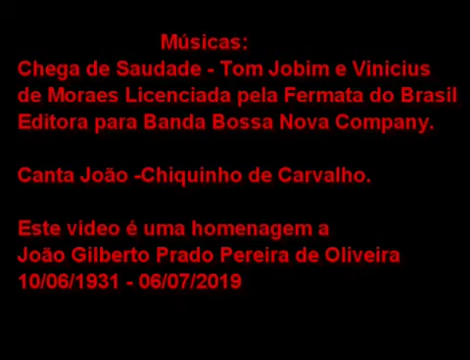 Músicas:
Chega de Saudade - Tom Jobim e Vinicius
de Moraes Licenciada pela Fermata do Brasil
Editora para Banda Bossa Nova Company.
Canta João -Chiquinho de Carvalho.
Este video é uma homenagem a
João Gilberto Prado Pereira de Oliveira
10/06/1931 - 06/07/2019